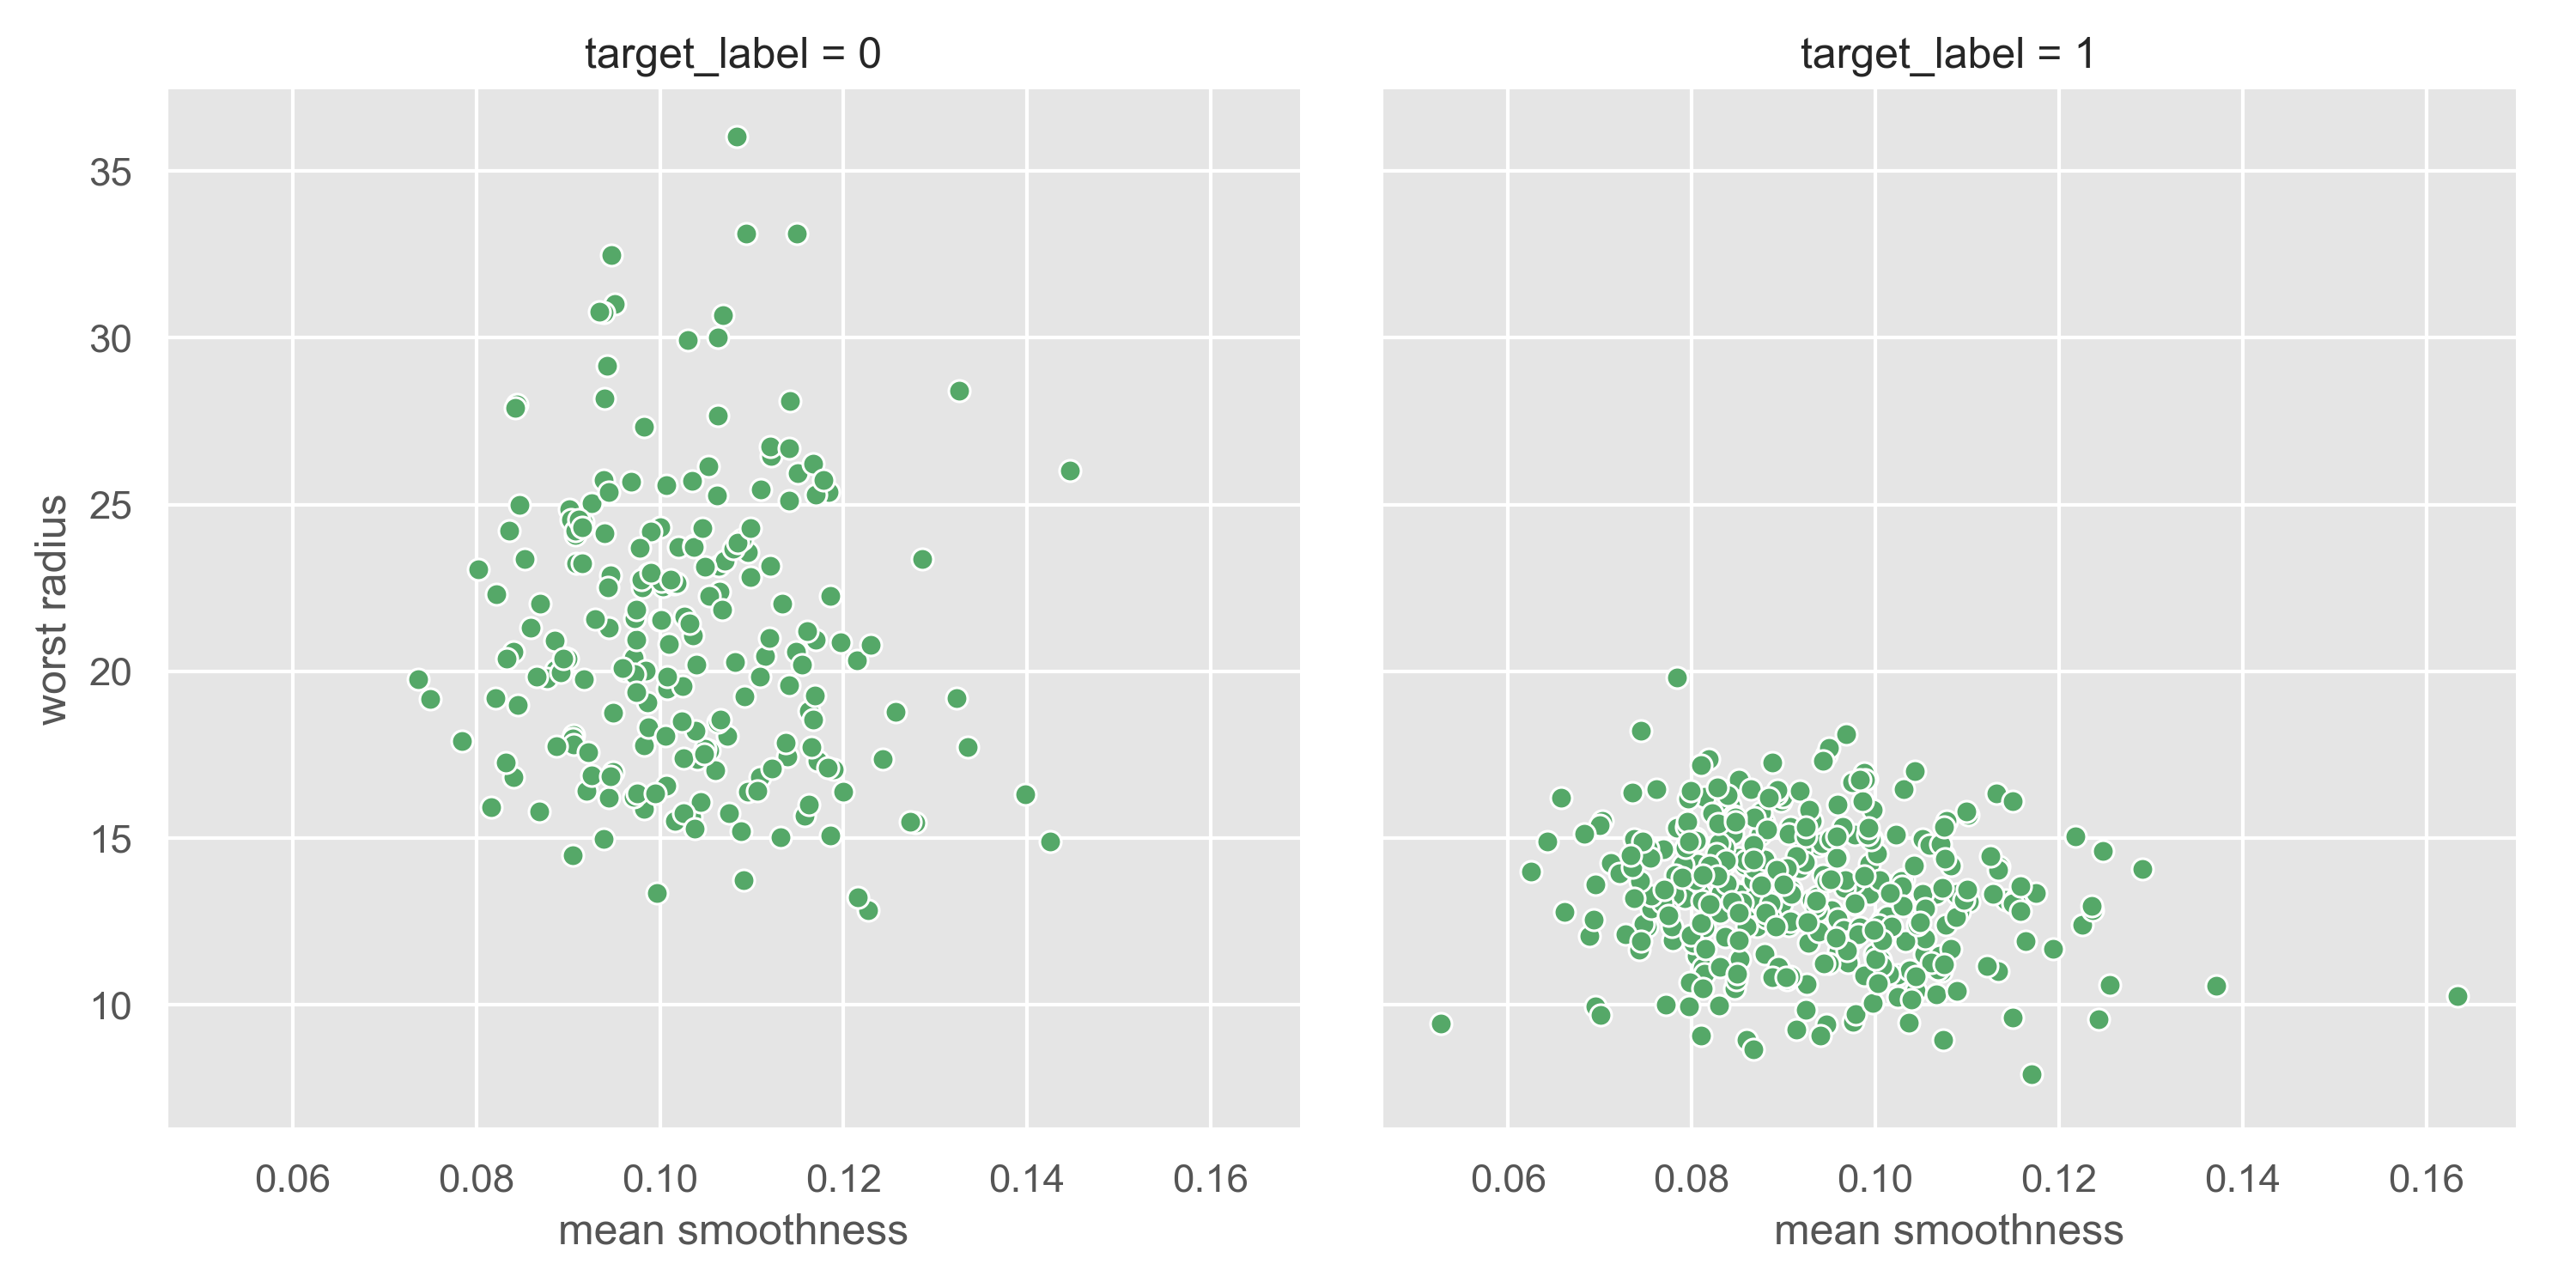 target_label = 0
target_label = 1
worst radius
35
30
25
20
15
10
0.06 0.08 0.10 0.12 0.14 0.16
0.06 0.08 0.10 0.12 0.14 0.16
mean smoothness
mean smoothness